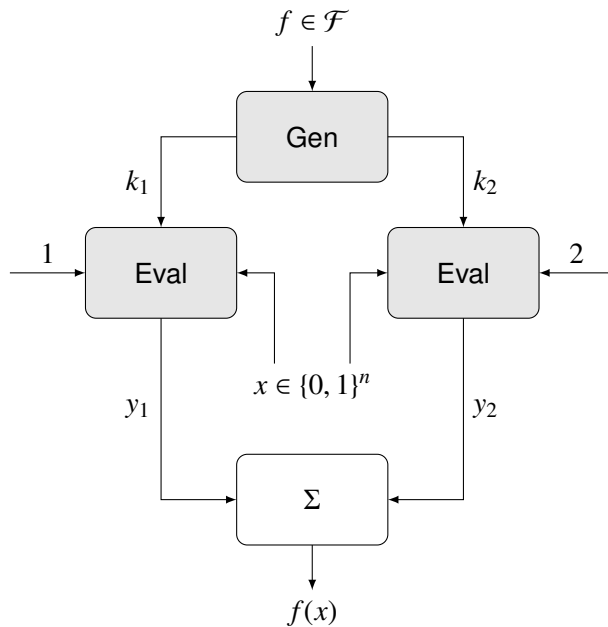 f ∈ ℱ
Gen
k₁ k₂
1 Eval Eval 2
x ∈ {0, 1}ⁿ
y₁ y₂
Σ
f(x)